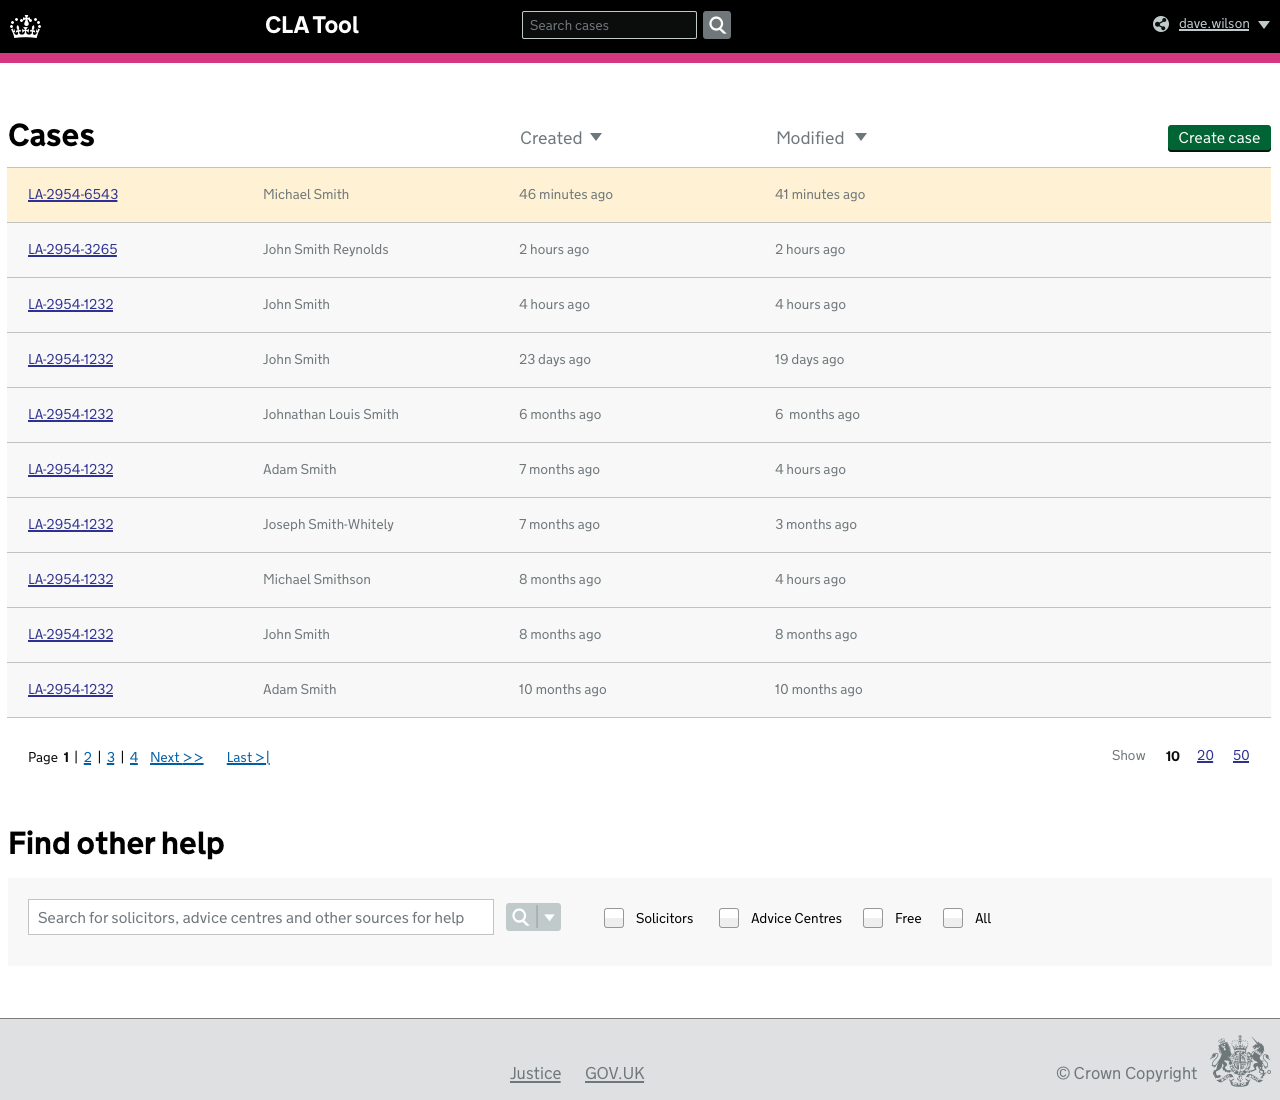 CLA Tool Search cases dave.wilson
Cases Created Modified Create case
LA-2954-6543 Michael Smith 46 minutes ago 41 minutes ago
LA-2954-3265 John Smith Reynolds 2 hours ago 2 hours ago
LA-2954-1232 John Smith 4 hours ago 4 hours ago
LA-2954-1232 John Smith 23 days ago 19 days ago
LA-2954-1232 Johnathan Louis Smith 6 months ago 6 months ago
LA-2954-1232 Adam Smith 7 months ago 4 hours ago
LA-2954-1232 Joseph Smith-Whitely 7 months ago 3 months ago
LA-2954-1232 Michael Smithson 8 months ago 4 hours ago
LA-2954-1232 John Smith 8 months ago 8 months ago
LA-2954-1232 Adam Smith 10 months ago 10 months ago
Page 1 | 2 | 3 | 4 Next >> Last >| Show 10 20 50
Find other help
Search for solicitors, advice centres and other sources for help Solicitors Advice Centres Free All
Justice GOV.UK © Crown Copyright